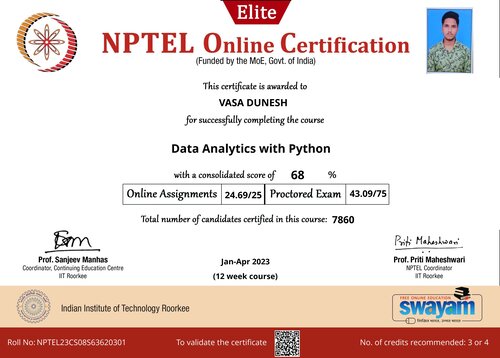 Elite
NPTEL Online Certification
(Funded by the MoE, Govt. of India)
This certificate is awarded to
VASA DUNESH
for successfully completing the course
Data Analytics with Python
with a consolidated score of 68 %
Online Assignments 24.69/25 Proctored Exam 43.09/75
Total number of candidates certified in this course: 7860
Priti Maheshwari
Prof. Sanjeev Manhas
Coordinator, Continuing Education Centre
IIT Roorkee
Jan-Apr 2023
(12 week course)
Prof. Priti Maheshwari
NPTEL Coordinator
IIT Roorkee
Indian Institute of Technology Roorkee
FREE ONLINE EDUCATION
swayam
शिक्षित भारत, उन्नत भारत
Roll No: NPTEL23CS08S63620301
To validate the certificate
No. of credits recommended: 3 or 4